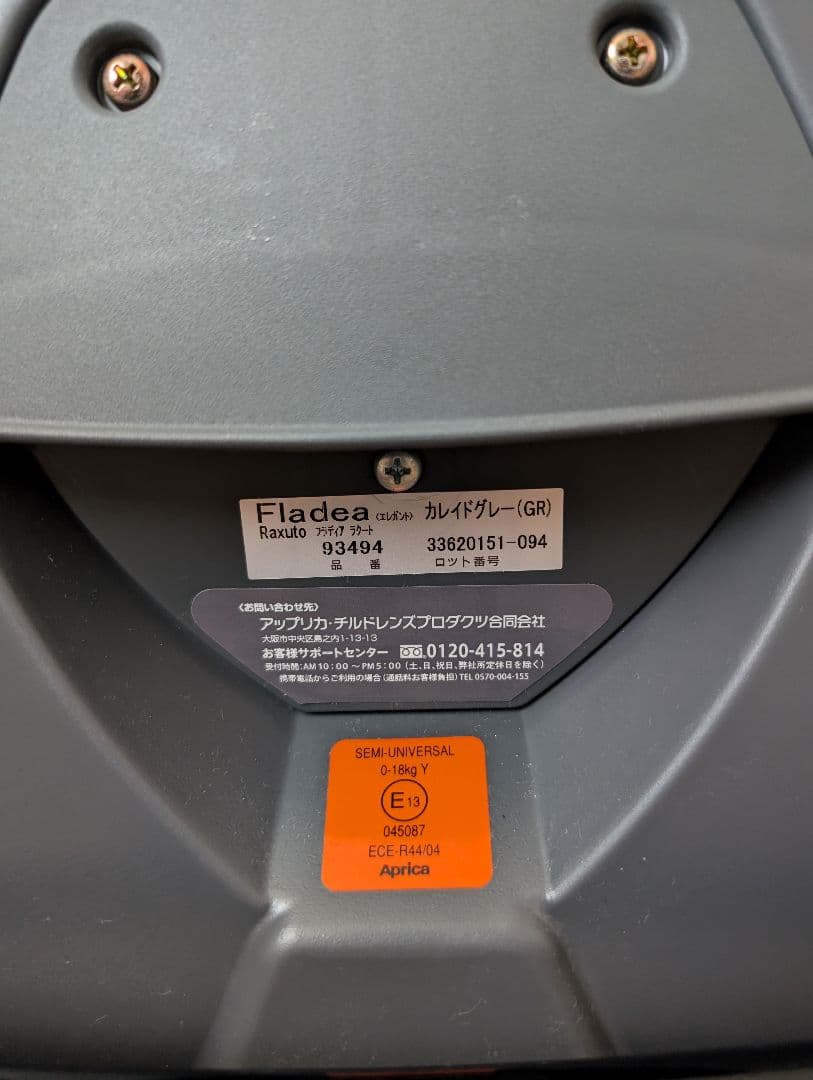 Fladea 〈エレガント〉 カレイドグレー(GR)
Raxuto フラディア ラクート
93494 33620151-094
品 番 ロット番号
〈お問い合わせ先〉
アップリカ・チルドレンズプロダクツ合同会社
大阪市中央区島之内1-13-13
お客様サポートセンター 0120-415-814
受付時間:AM10:00〜PM5:00(土、日、祝日、弊社所定休日を除く)
携帯電話からご利用の場合(通話料お客様負担)TEL 0570-004-155
SEMI-UNIVERSAL
0-18kg Y
E 13
045087
ECE-R44/04
Aprica